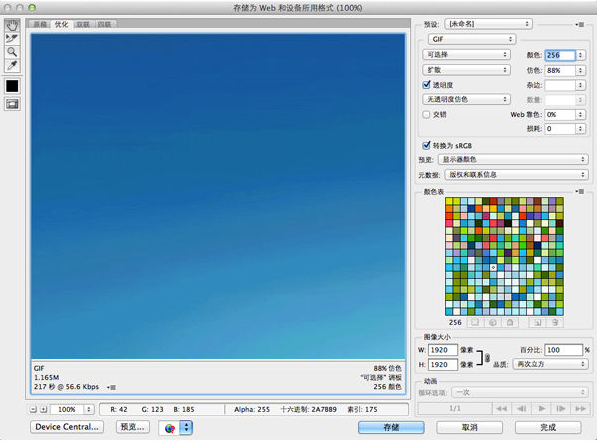 存储为 Web 和设备所用格式 (100%)
原稿 优化 双联 四联
预设: [未命名]
GIF
可选择 颜色: 256
扩散 仿色: 88%
透明度 杂边:
无透明度仿色 数量:
交错 Web 靠色: 0%
损耗: 0
转换为 sRGB
预览: 显示器颜色
元数据: 版权和联系信息
颜色表
256
图像大小
W: 1920 像素 百分比: 100 %
H: 1920 像素 品质: 两次立方
动画
循环选项: 一次
1/1
GIF 88% 仿色
1.165M “可选择” 调板
217 秒 @ 56.6 Kbps 256 颜色
100% R: 42 G: 123 B: 185 Alpha: 255 十六进制: 2A7BB9 索引: 175
Device Central... 预览... 存储 取消 完成